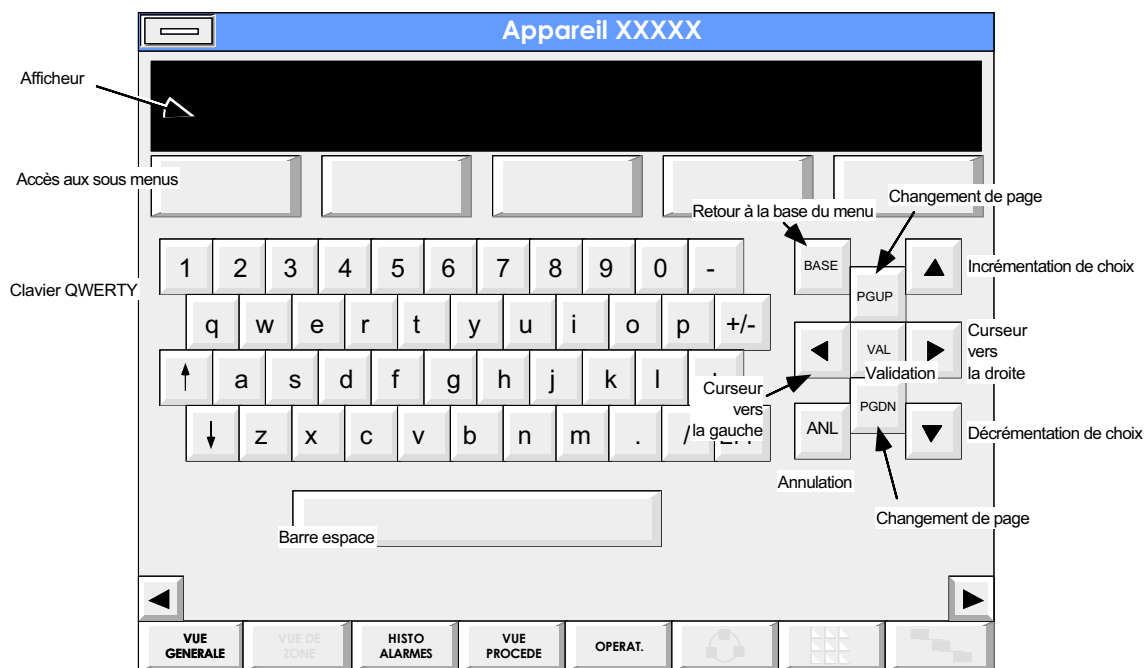 Appareil XXXXX
Afficheur
Accès aux sous menus
Changement de page
Retour à la base du menu
1 2 3 4 5 6 7 8 9 0 -
BASE
Incrémentation de choix
Clavier QWERTY
PGUP
q w e r t y u i o p +/-
VAL
Validation
Curseur
vers
la droite
a s d f g h j k l
Curseur
vers
la gauche
PGDN
z x c v b n m . /
ANL
Décrémentation de choix
Annulation
Changement de page
Barre espace
VUE
GENERALE
VUE DE
ZONE
HISTO
ALARMES
VUE
PROCEDE
OPERAT.